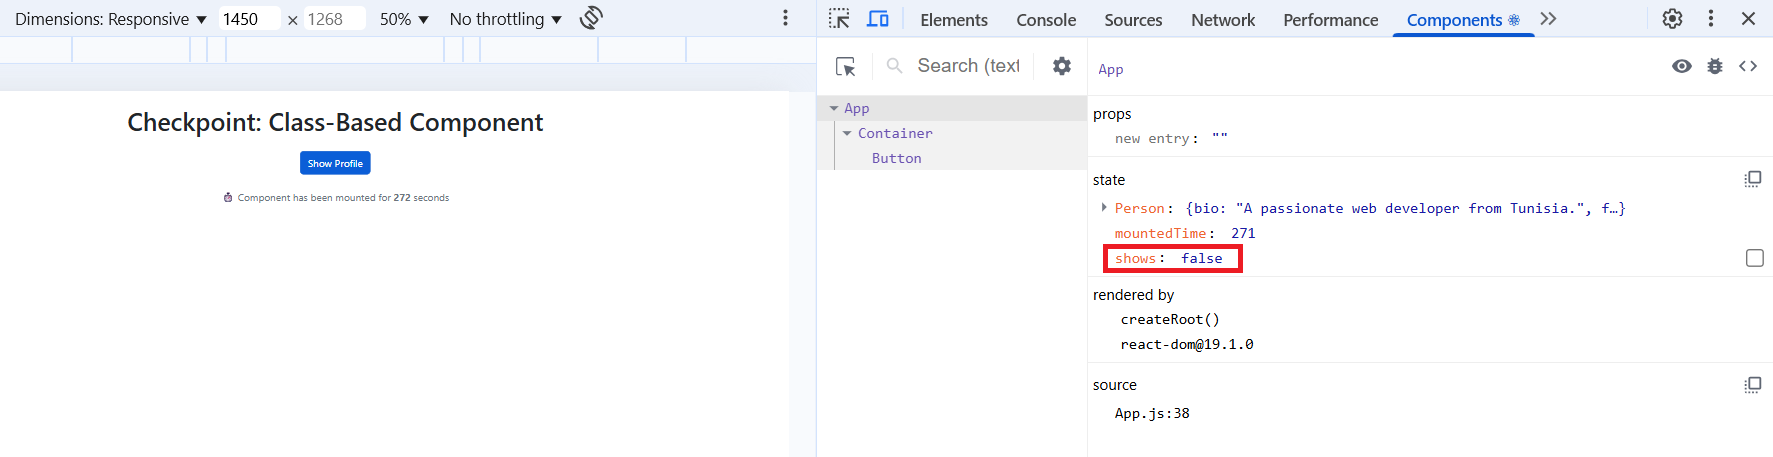 Dimensions: Responsive ▼ 1450 × 1268 50% ▼ No throttling ▼
Checkpoint: Class-Based Component
Show Profile
Component has been mounted for 272 seconds
Elements Console Sources Network Performance Components
Search (text
App
Container
Button
App
props
new entry: ""
state
Person: {bio: "A passionate web developer from Tunisia.", f…}
mountedTime: 271
shows: false
rendered by
createRoot()
react-dom@19.1.0
source
App.js:38